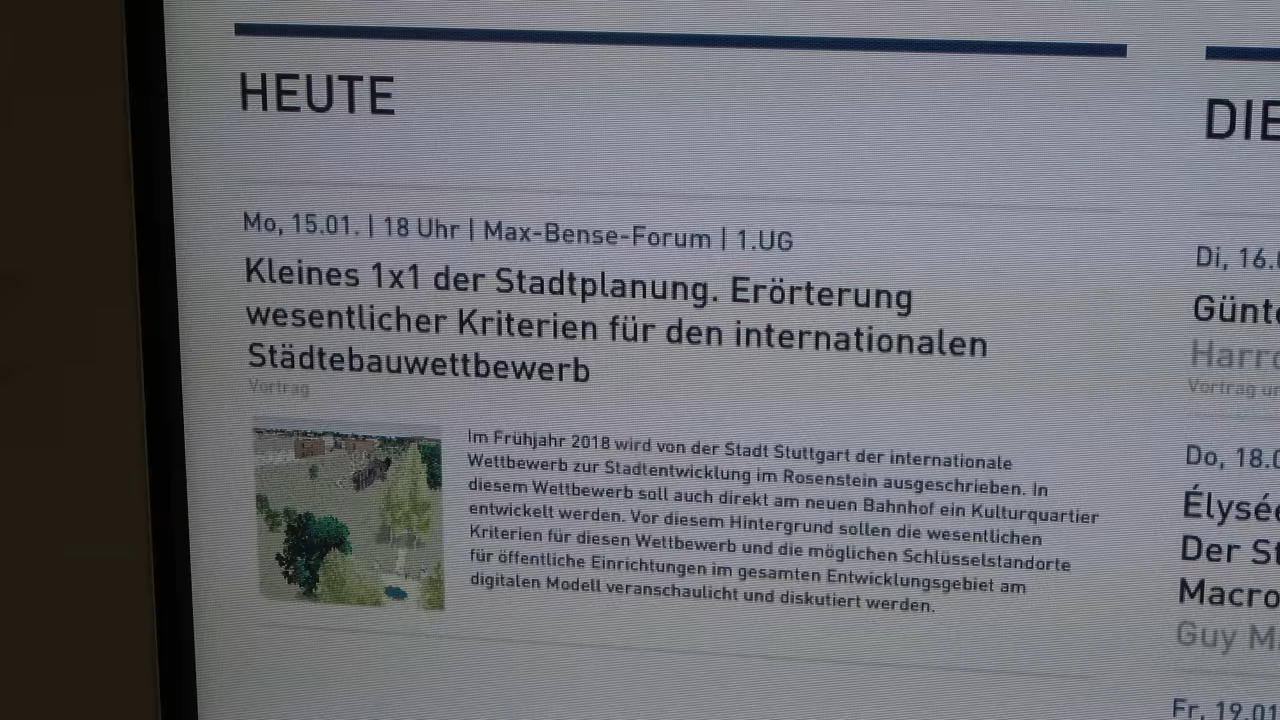 HEUTE
Mo, 15.01. | 18 Uhr | Max-Bense-Forum | 1.UG
Kleines 1x1 der Stadtplanung. Erörterung
wesentlicher Kriterien für den internationalen
Städtebauwettbewerb
Vortrag
Im Frühjahr 2018 wird von der Stadt Stuttgart der internationale
Wettbewerb zur Stadtentwicklung im Rosenstein ausgeschrieben. In
diesem Wettbewerb soll auch direkt am neuen Bahnhof ein Kulturquartier
entwickelt werden. Vor diesem Hintergrund sollen die wesentlichen
Kriterien für diesen Wettbewerb und die möglichen Schlüsselstandorte
für öffentliche Einrichtungen im gesamten Entwicklungsgebiet am
digitalen Modell veranschaulicht und diskutiert werden.
DIE
Di, 16.
Günt
Harr
Vortrag u
Do, 18.
Élysé
Der St
Macro
Guy M
Fr, 19.01